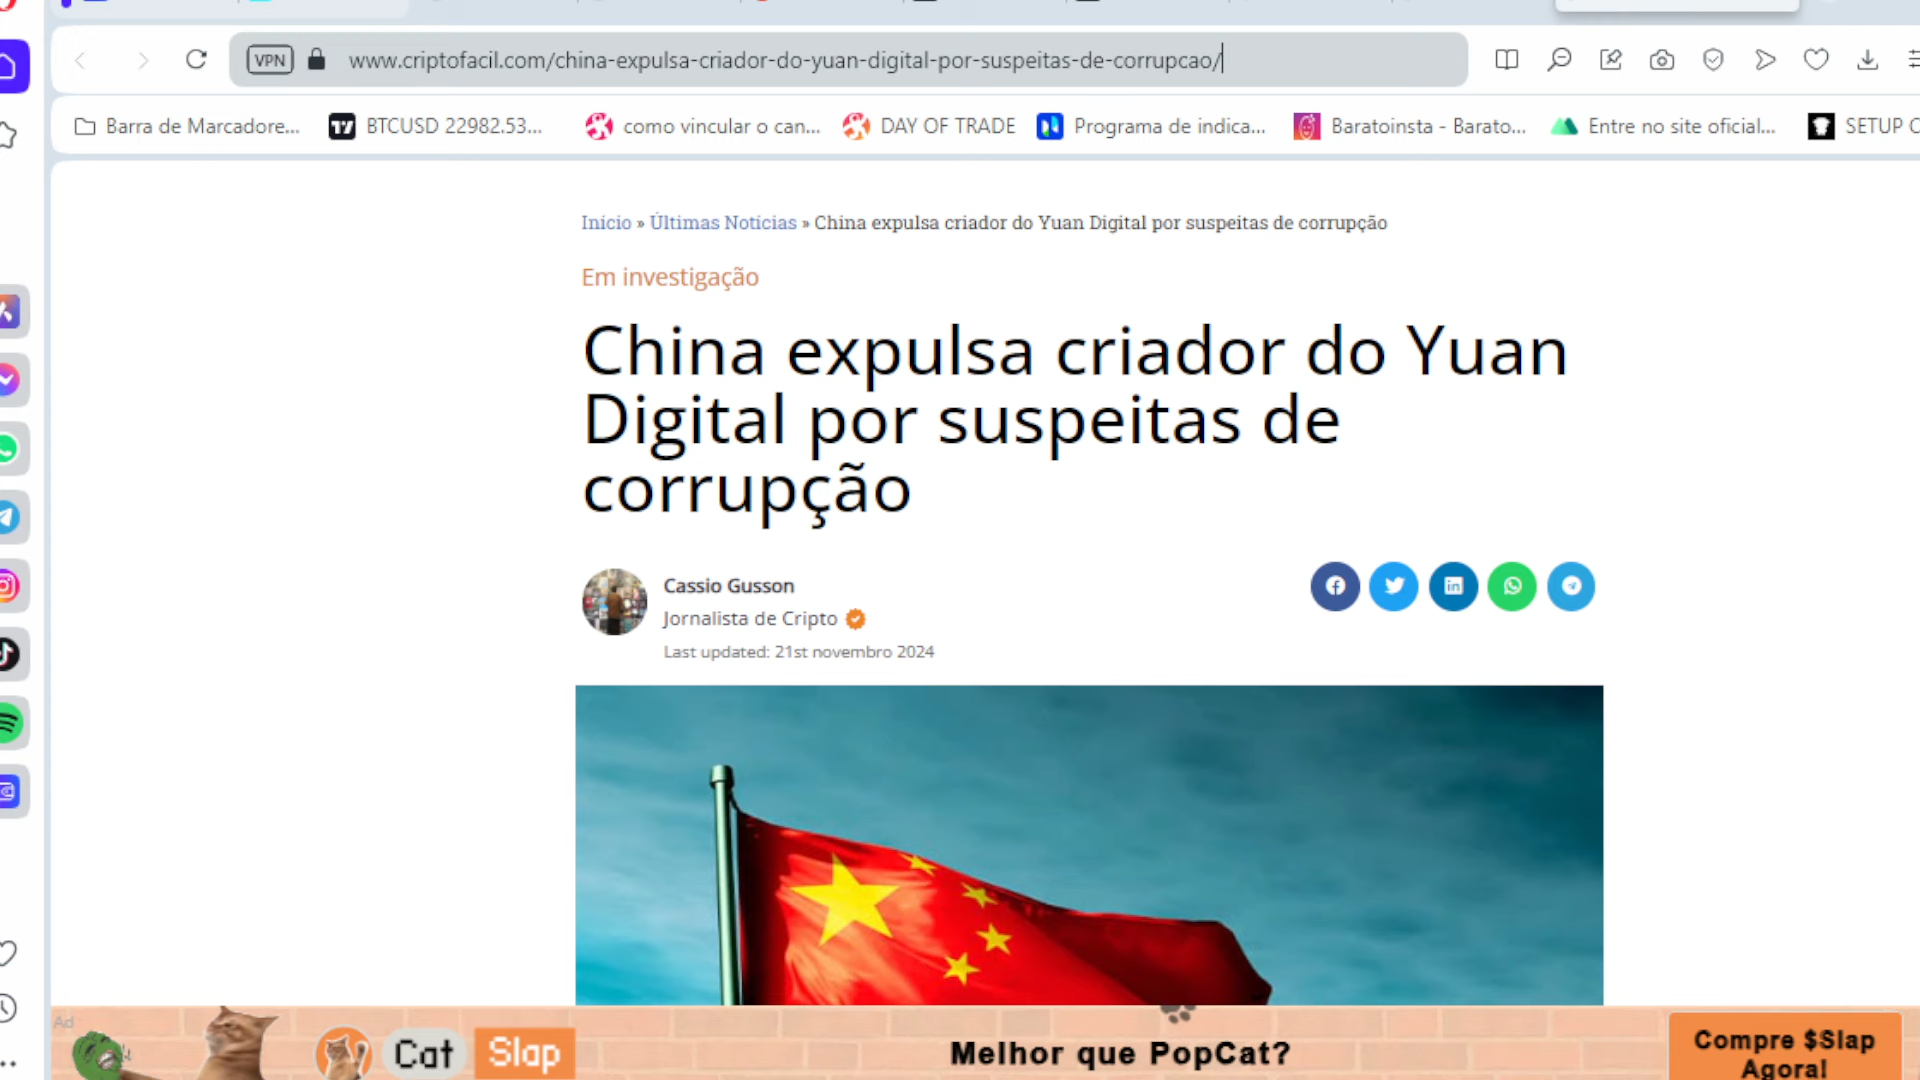 VPN www.criptofacil.com/china-expulsa-criador-do-yuan-digital-por-suspeitas-de-corrupcao/
Barra de Marcadore... BTCUSD 22982.53... como vincular o can... DAY OF TRADE Programa de indica... Baratoinsta - Barato... Entre no site oficial... SETUP
Início » Últimas Notícias » China expulsa criador do Yuan Digital por suspeitas de corrupção
Em investigação
China expulsa criador do Yuan
Digital por suspeitas de
corrupção
Cassio Gusson
Jornalista de Cripto
Last updated: 21st novembro 2024
Ad
Cat Slap
Melhor que PopCat?
Compre $Slap
Agora!